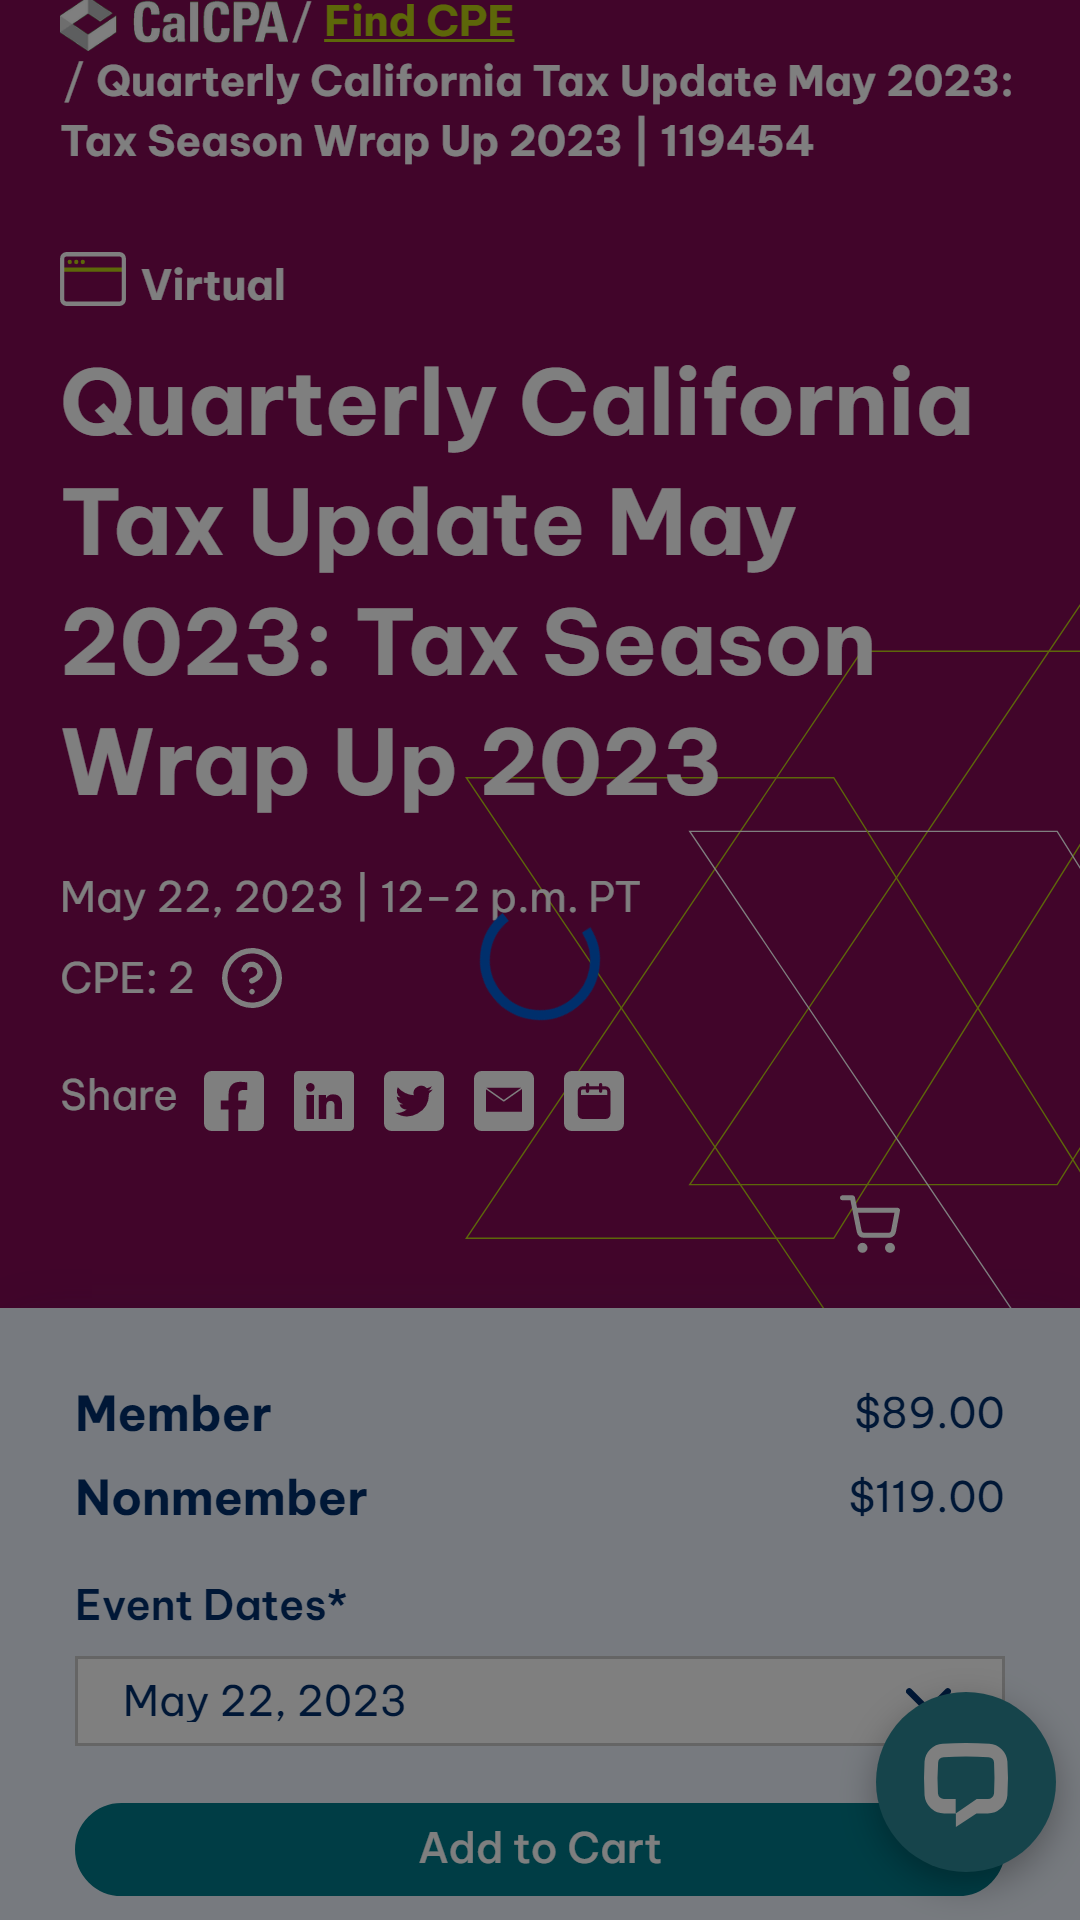 CalCPA / Find CPE
/ Quarterly California Tax Update May 2023:
Tax Season Wrap Up 2023 | 119454
Virtual
Quarterly California
Tax Update May
2023: Tax Season
Wrap Up 2023
May 22, 2023 | 12–2 p.m. PT
CPE: 2
Share
Member $89.00
Nonmember $119.00
Event Dates*
May 22, 2023
Add to Cart